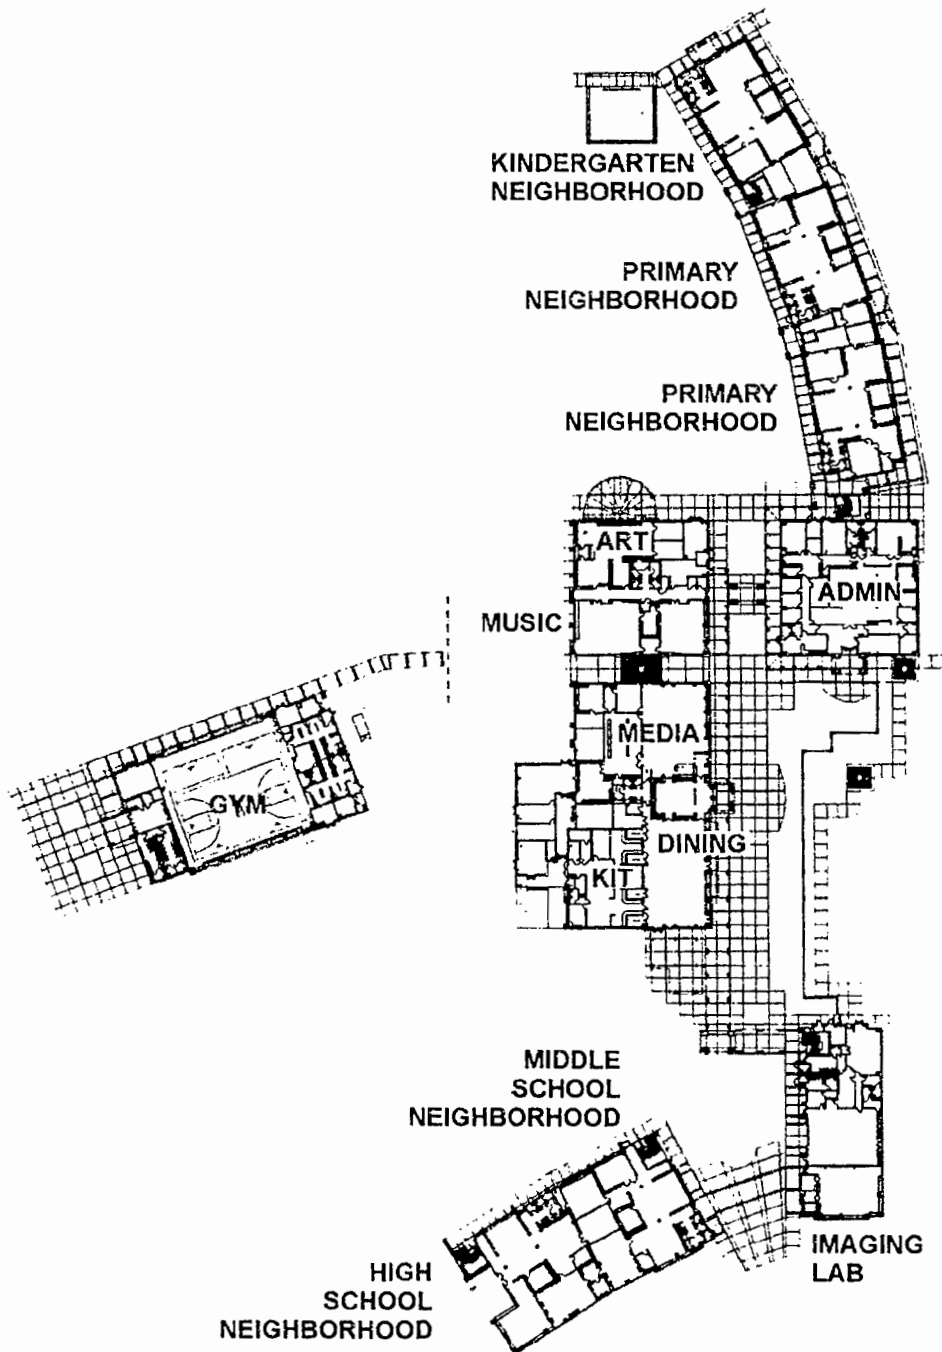 KINDERGARTEN
NEIGHBORHOOD
PRIMARY
NEIGHBORHOOD
PRIMARY
NEIGHBORHOOD
ART
ADMIN
MUSIC
MEDIA
GYM
DINING
KIT
MIDDLE
SCHOOL
NEIGHBORHOOD
IMAGING
LAB
HIGH
SCHOOL
NEIGHBORHOOD